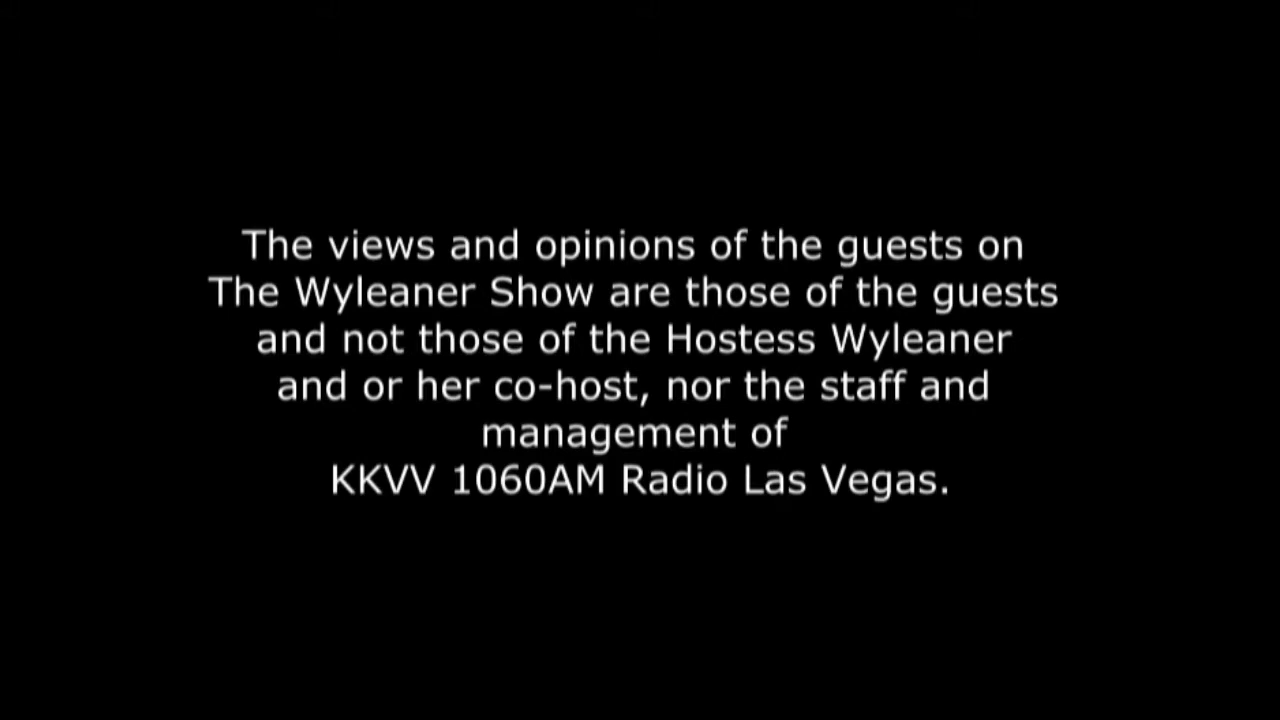 The views and opinions of the guests on
The Wyleaner Show are those of the guests
and not those of the Hostess Wyleaner
and or her co-host, nor the staff and
management of
KKVV 1060AM Radio Las Vegas.